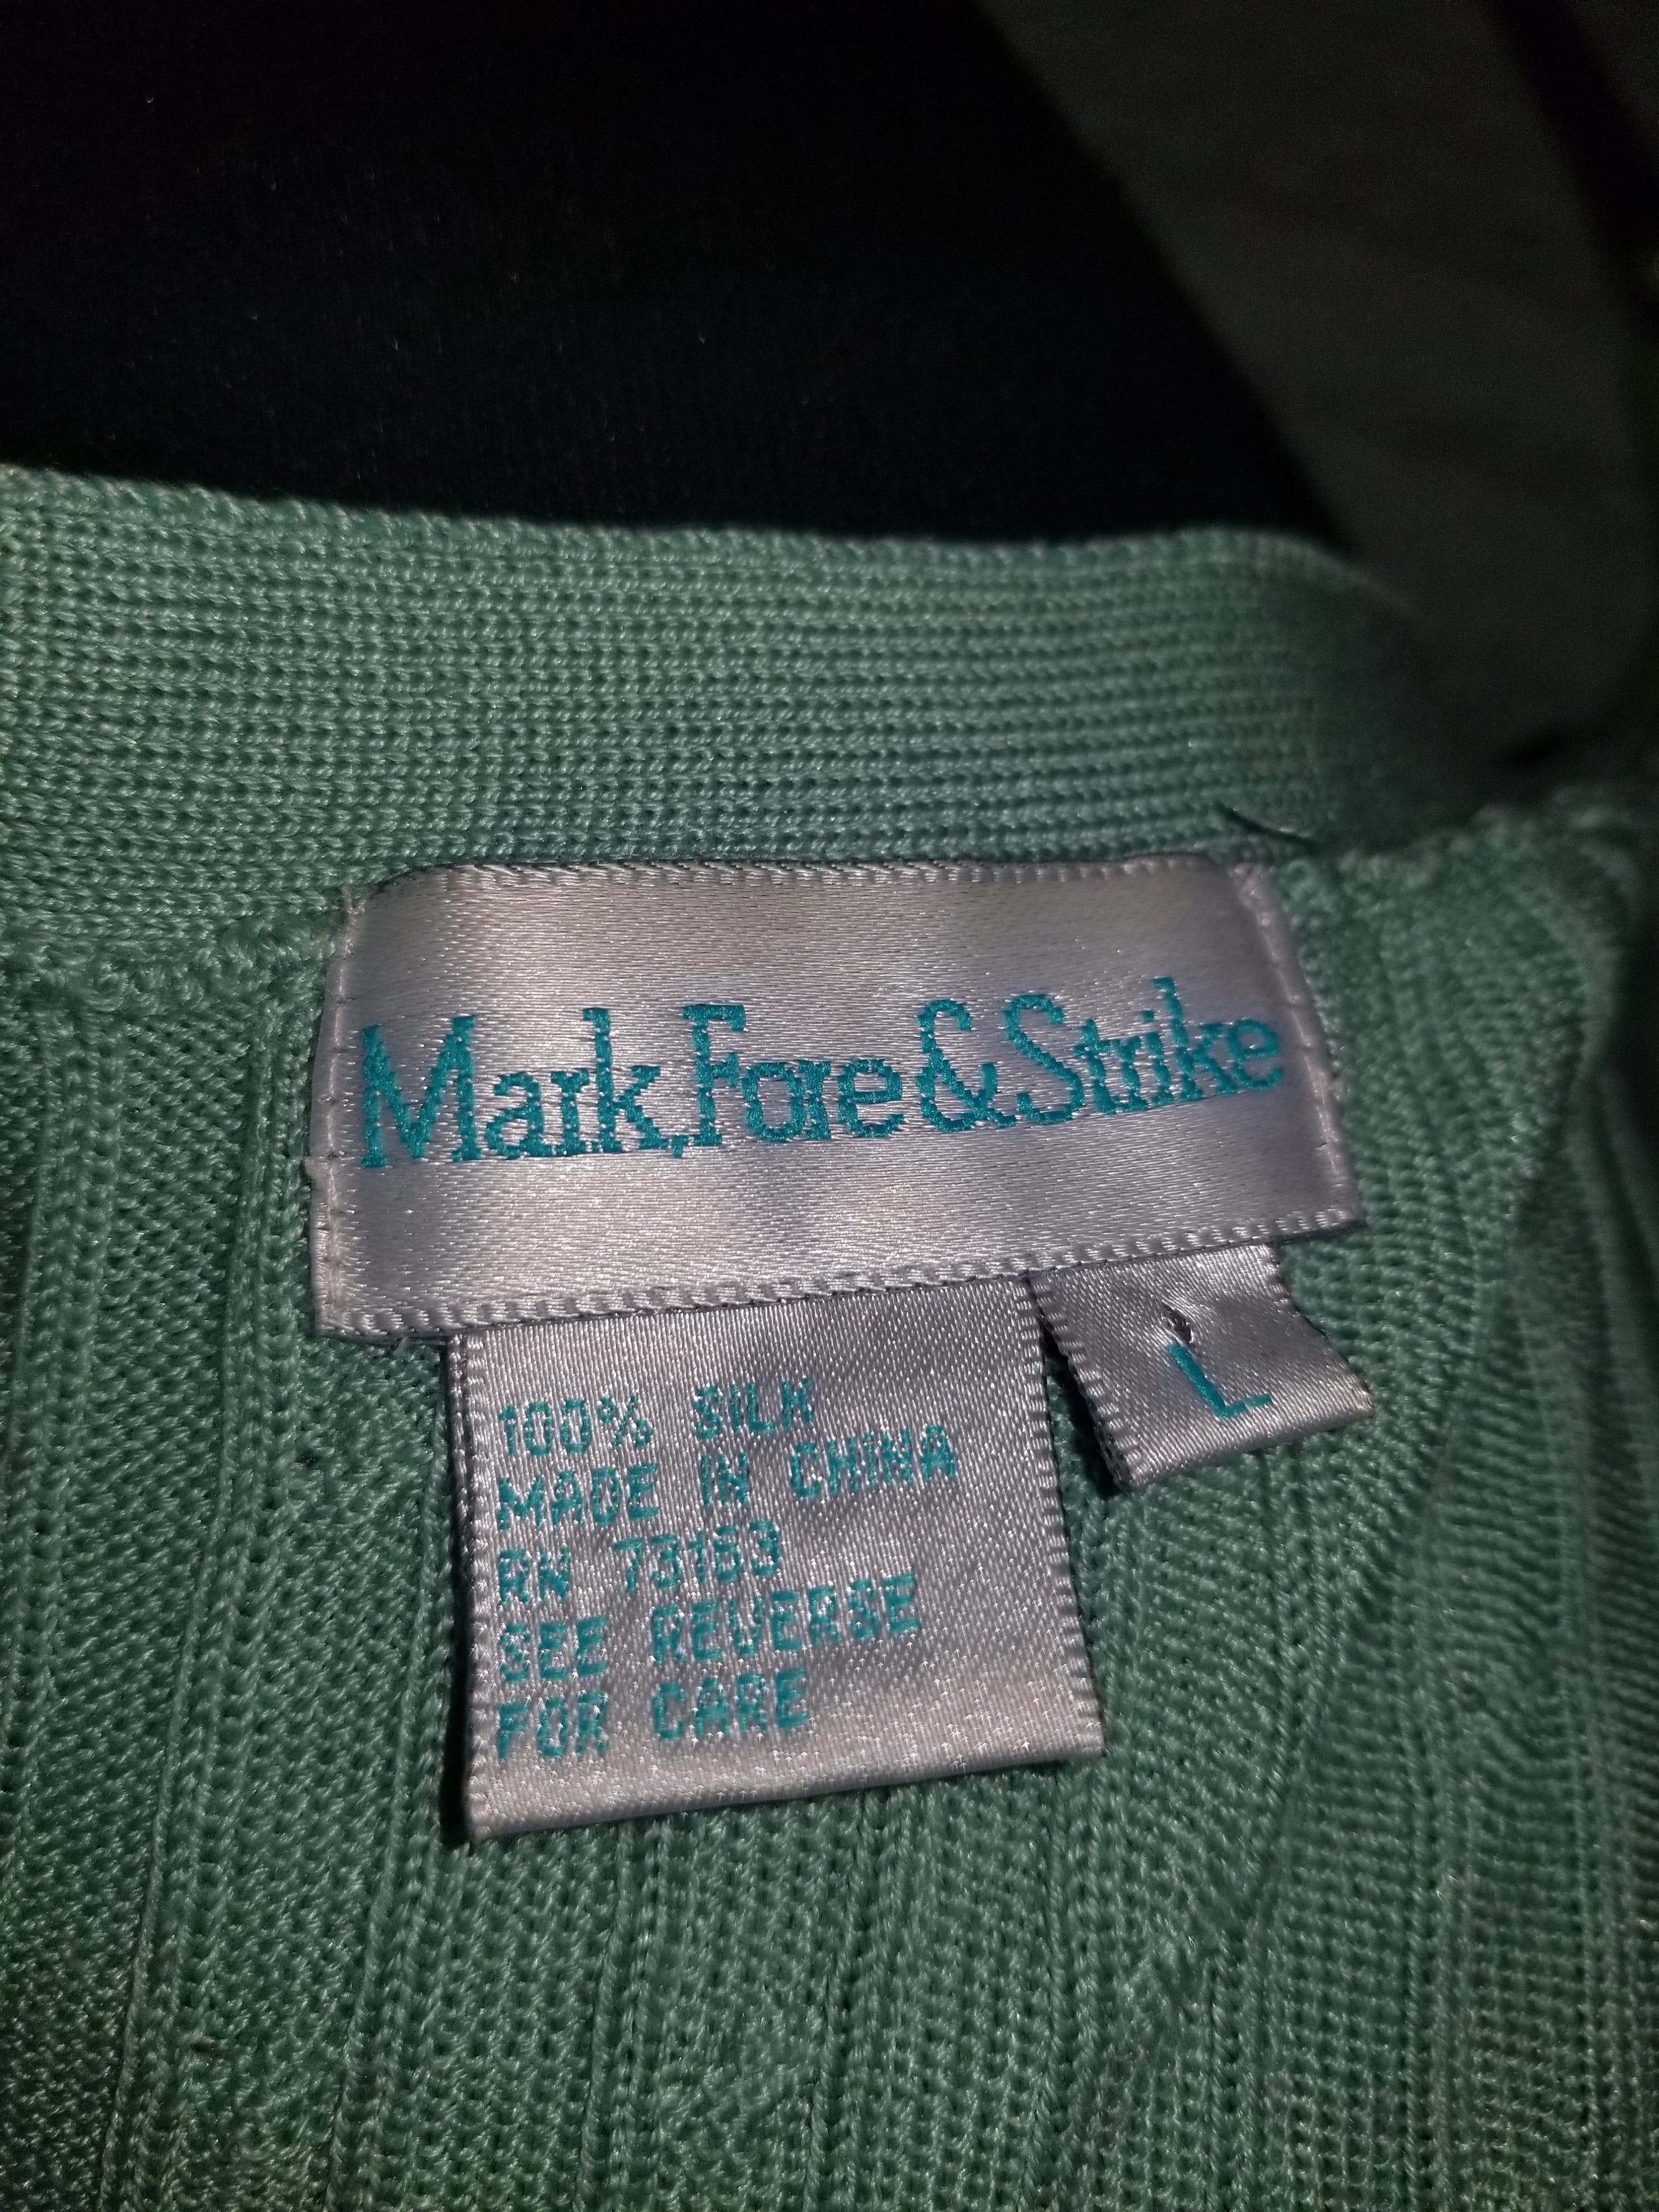 Mark, Fore & Strike
L
100% SILK
MADE IN CHINA
RN 73163
SEE REVERSE
FOR CARE